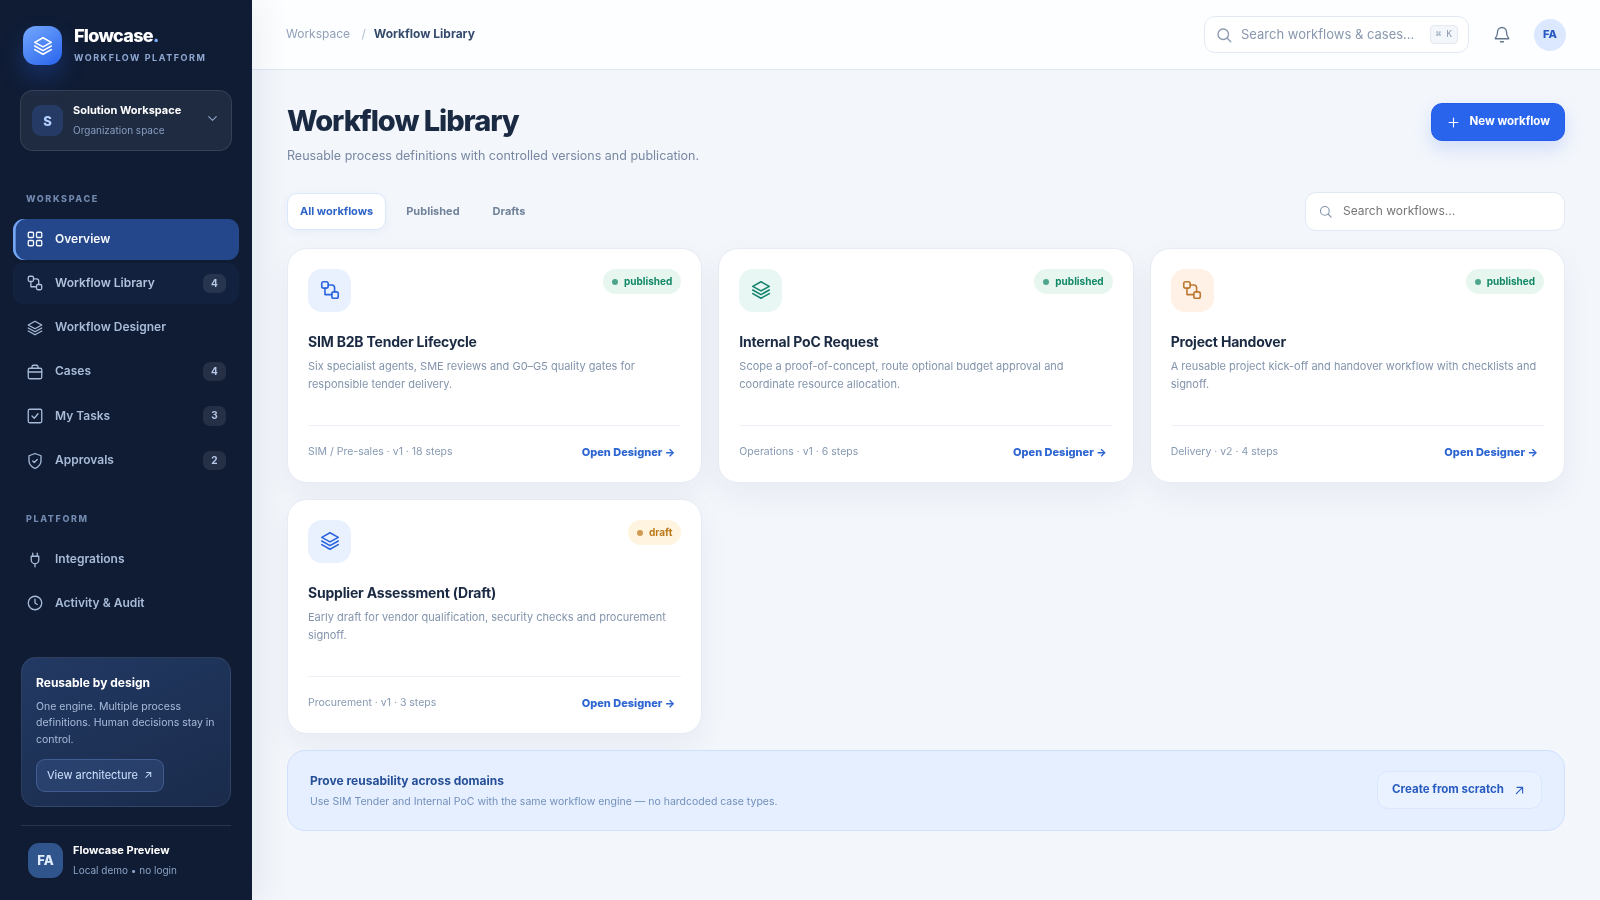 Flowcase.
WORKFLOW PLATFORM
S
Solution Workspace
Organization space
WORKSPACE
Overview
Workflow Library 4
Workflow Designer
Cases 4
My Tasks 3
Approvals 2
PLATFORM
Integrations
Activity & Audit
Reusable by design
One engine. Multiple process
definitions. Human decisions stay in
control.
View architecture ↗
FA
Flowcase Preview
Local demo • no login
Workspace / Workflow Library
Search workflows & cases... ⌘ K
FA
Workflow Library
Reusable process definitions with controlled versions and publication.
+ New workflow
All workflows Published Drafts
Search workflows...
published
SIM B2B Tender Lifecycle
Six specialist agents, SME reviews and G0–G5 quality gates for
responsible tender delivery.
SIM / Pre-sales · v1 · 18 steps
Open Designer →
published
Internal PoC Request
Scope a proof-of-concept, route optional budget approval and
coordinate resource allocation.
Operations · v1 · 6 steps
Open Designer →
published
Project Handover
A reusable project kick-off and handover workflow with checklists and
signoff.
Delivery · v2 · 4 steps
Open Designer →
draft
Supplier Assessment (Draft)
Early draft for vendor qualification, security checks and procurement
signoff.
Procurement · v1 · 3 steps
Open Designer →
Prove reusability across domains
Use SIM Tender and Internal PoC with the same workflow engine — no hardcoded case types.
Create from scratch ↗